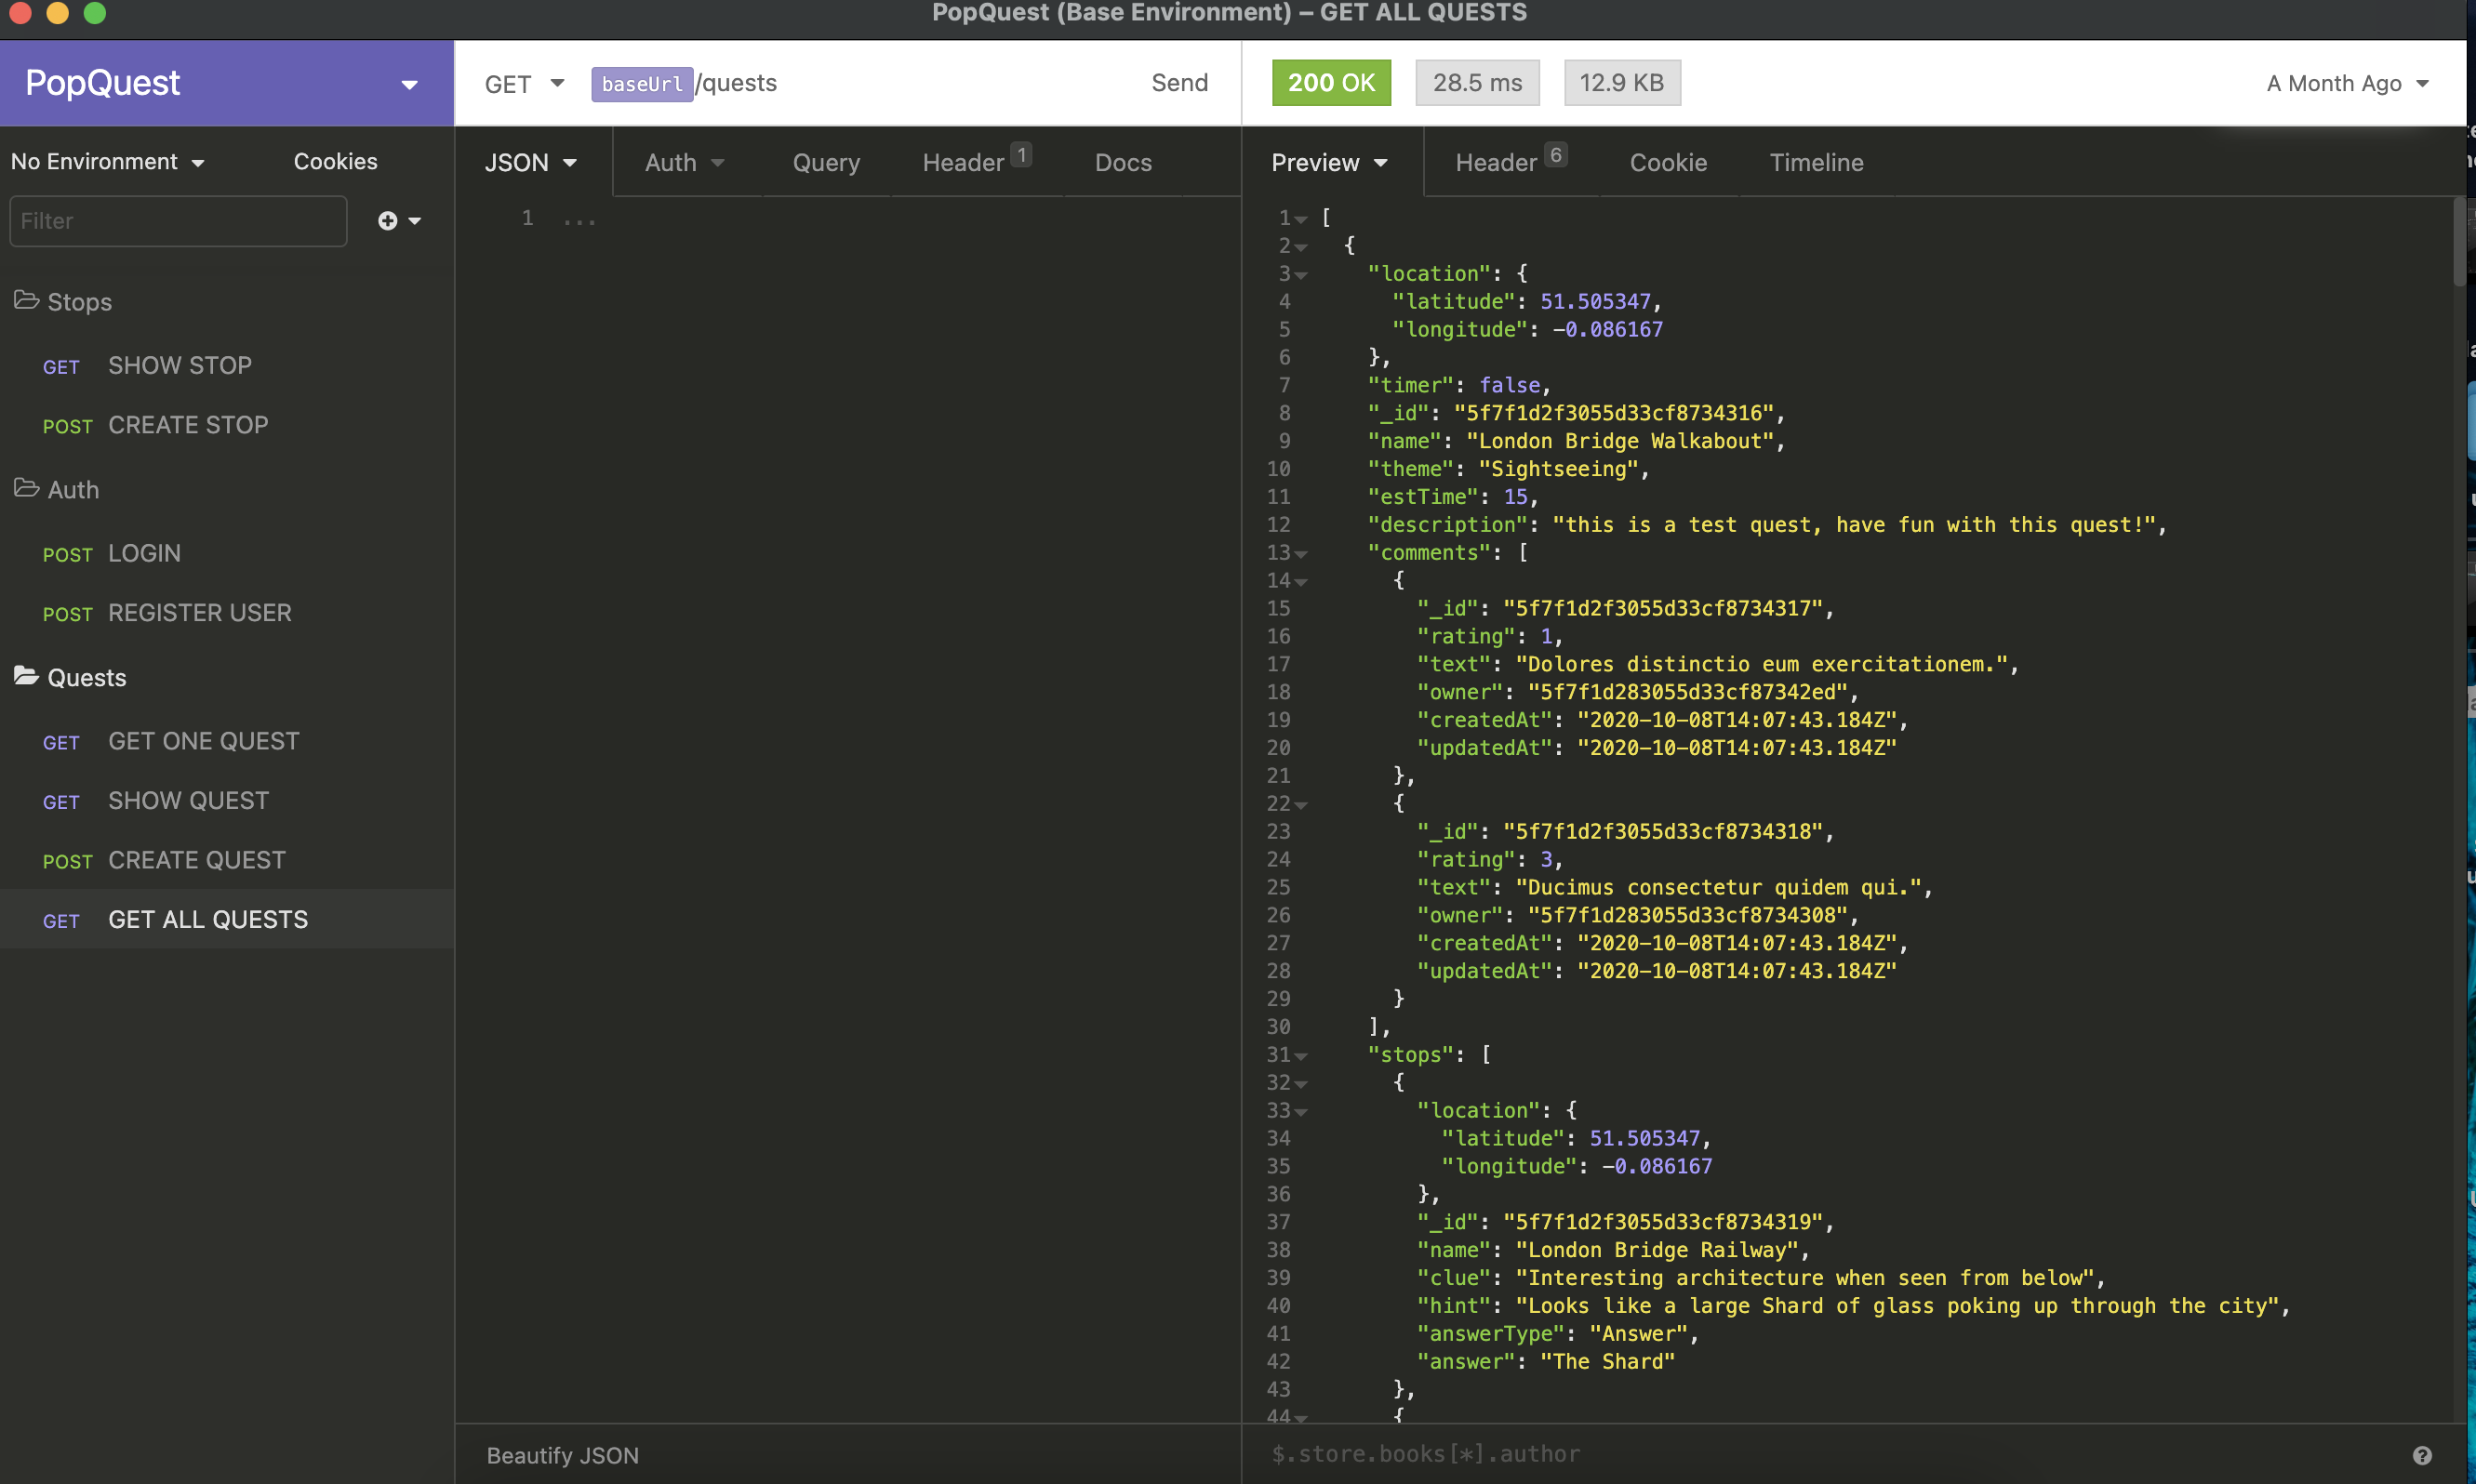 PopQuest (Base Environment) – GET ALL QUESTS
PopQuest
GET baseUrl/quests Send
200 OK 28.5 ms 12.9 KB A Month Ago
No Environment Cookies
JSON Auth Query Header 1 Docs
Preview Header 6 Cookie Timeline
Filter
Stops
GET SHOW STOP
POST CREATE STOP
Auth
POST LOGIN
POST REGISTER USER
Quests
GET GET ONE QUEST
GET SHOW QUEST
POST CREATE QUEST
GET GET ALL QUESTS
1 ...
Beautify JSON
1 [
2 {
3 "location": {
4 "latitude": 51.505347,
5 "longitude": -0.086167
6 },
7 "timer": false,
8 "_id": "5f7f1d2f3055d33cf8734316",
9 "name": "London Bridge Walkabout",
10 "theme": "Sightseeing",
11 "estTime": 15,
12 "description": "this is a test quest, have fun with this quest!",
13 "comments": [
14 {
15 "_id": "5f7f1d2f3055d33cf8734317",
16 "rating": 1,
17 "text": "Dolores distinctio eum exercitationem.",
18 "owner": "5f7f1d283055d33cf87342ed",
19 "createdAt": "2020-10-08T14:07:43.184Z",
20 "updatedAt": "2020-10-08T14:07:43.184Z"
21 },
22 {
23 "_id": "5f7f1d2f3055d33cf8734318",
24 "rating": 3,
25 "text": "Ducimus consectetur quidem qui.",
26 "owner": "5f7f1d283055d33cf8734308",
27 "createdAt": "2020-10-08T14:07:43.184Z",
28 "updatedAt": "2020-10-08T14:07:43.184Z"
29 }
30 ],
31 "stops": [
32 {
33 "location": {
34 "latitude": 51.505347,
35 "longitude": -0.086167
36 },
37 "_id": "5f7f1d2f3055d33cf8734319",
38 "name": "London Bridge Railway",
39 "clue": "Interesting architecture when seen from below",
40 "hint": "Looks like a large Shard of glass poking up through the city",
41 "answerType": "Answer",
42 "answer": "The Shard"
43 },
44 {
$.store.books[*].author